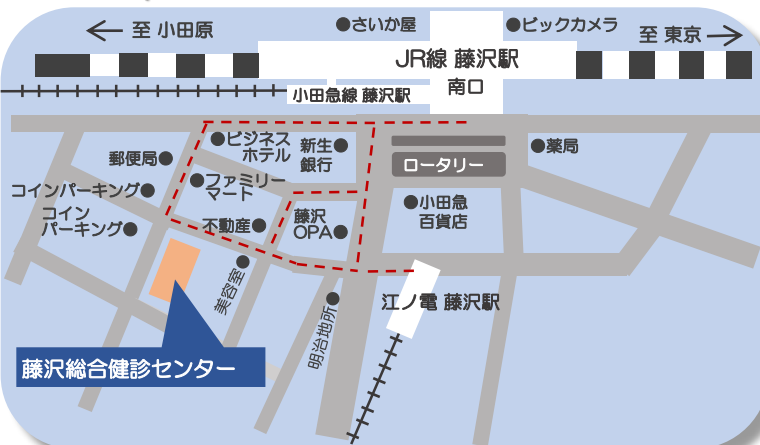 至 小田原
●さいか屋
●ビックカメラ
至 東京
JR線 藤沢駅
南口
小田急線 藤沢駅
●ビジネス
ホテル
新生●
銀行
郵便局●
●薬局
ロータリー
●ファミリー
マート
コインパーキング●
コイン
パーキング●
不動産●
藤沢
OPA●
●小田急
百貨店
美容室●
明治地所●
江ノ電 藤沢駅
藤沢総合健診センター